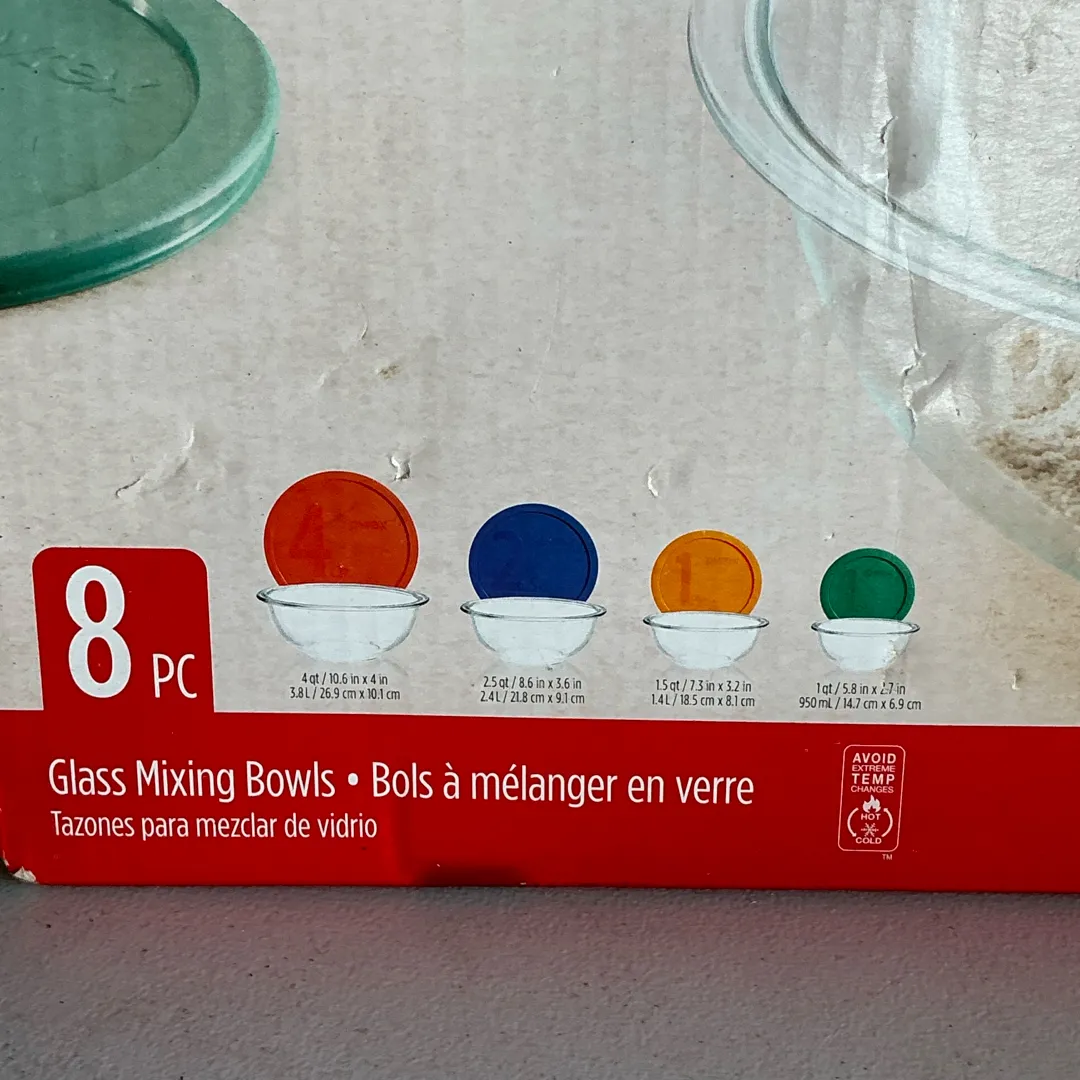 4
8 PC
4 qt / 10.6 in x 4 in
3.8 L / 26.9 cm x 10.1 cm
2.5 qt / 8.6 in x 3.6 in
2.4 L / 21.8 cm x 9.1 cm
1.5 qt / 7.3 in x 3.2 in
1.4 L / 18.5 cm x 8.1 cm
1 qt / 5.8 in x 2.7 in
950 mL / 14.7 cm x 6.9 cm
Glass Mixing Bowls • Bols à mélanger en verre
Tazones para mezclar de vidrio
AVOID
EXTREME
TEMP
CHANGES
HOT
COLD
TM